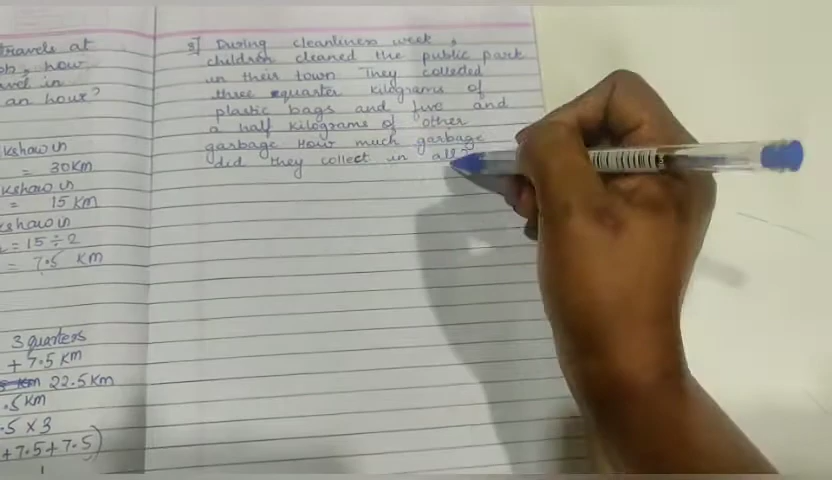 travels at
how
in
an hour?
kshaw in
= 30 Km
kshaw in
= 15 Km
kshaw in
= 15 ÷ 2
= 7.5 Km
3 quarters
+ 7.5 Km
22.5 Km
.5 Km
.5 x 3
+ 7.5 + 7.5)
3] During cleanliness week,
children cleaned the public park
in their town They collected
three quarter kilograms of
plastic bags and five and
a half kilograms of other
garbage How much garbage
did they collect in all?